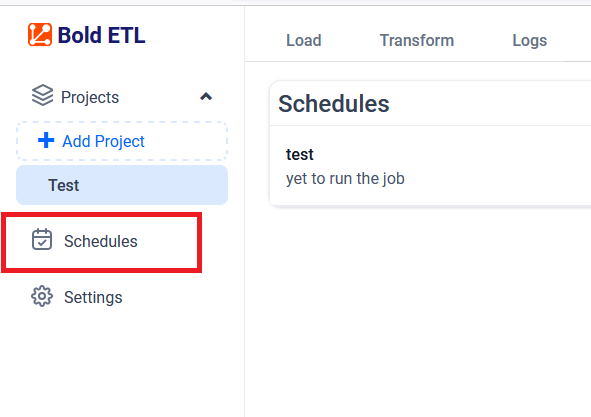 Bold ETL
Load Transform Logs
Projects
Add Project
Test
Schedules
Settings
Schedules
test
yet to run the job